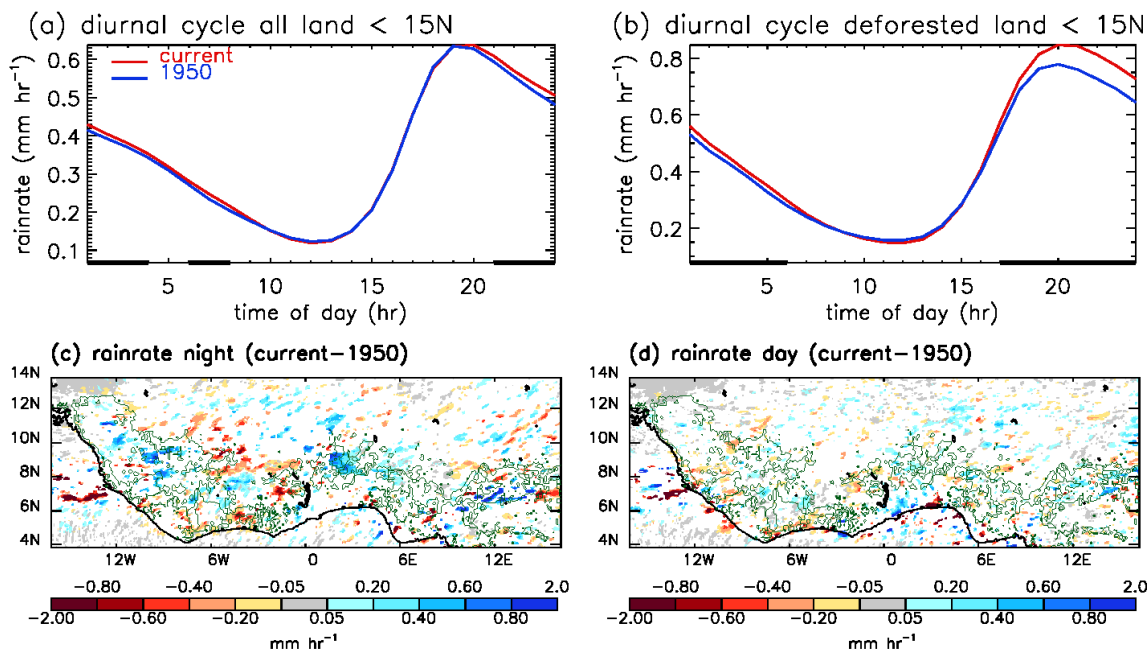 (a) diurnal cycle all land < 15N
(b) diurnal cycle deforested land < 15N
rainrate (mm hr⁻¹)
0.6
0.5
0.4
0.3
0.2
0.1
current
1950
5 10 15 20
time of day (hr)
rainrate (mm hr⁻¹)
0.8
0.6
0.4
0.2
5 10 15 20
time of day (hr)
(c) rainrate night (current−1950)
14N
12N
10N
8N
6N
4N
12W 6W 0 6E 12E
−0.80 −0.40 −0.05 0.20 0.60 2.0
−2.00 −0.60 −0.20 0.05 0.40 0.80
mm hr⁻¹
(d) rainrate day (current−1950)
14N
12N
10N
8N
6N
4N
12W 6W 0 6E 12E
−0.80 −0.40 −0.05 0.20 0.60 2.0
−2.00 −0.60 −0.20 0.05 0.40 0.80
mm hr⁻¹